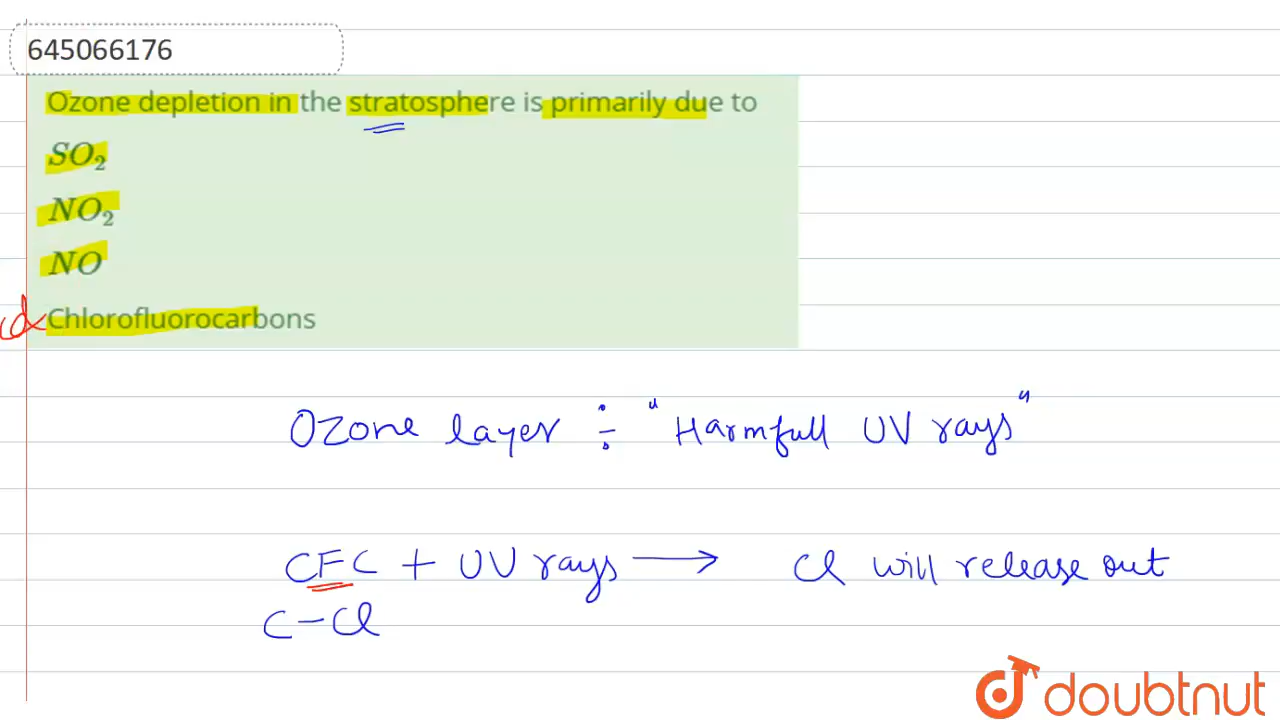 645066176
Ozone depletion in the stratosphere is primarily due to
SO₂
NO₂
NO
d Chlorofluorocarbons
Ozone layer ÷ "Harmfull UV rays"
CFC + UV rays → Cl will release out
C-Cl
doubtnut